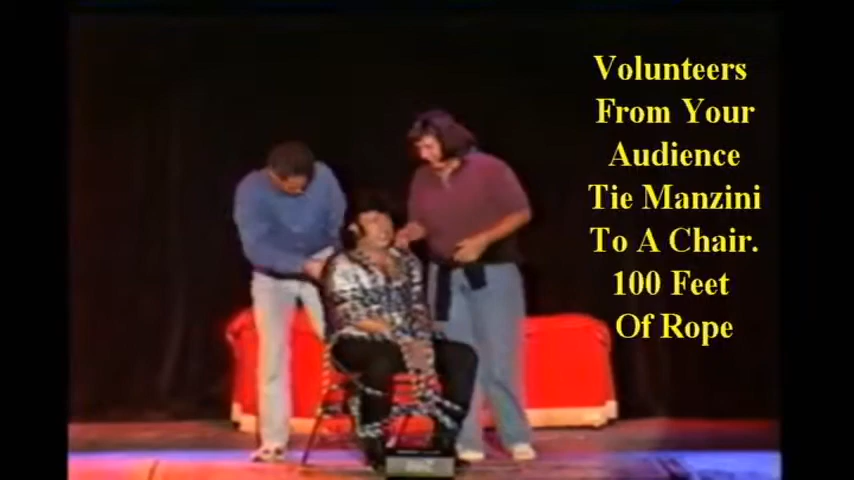 Volunteers
From Your
Audience
Tie Manzini
To A Chair.
100 Feet
Of Rope